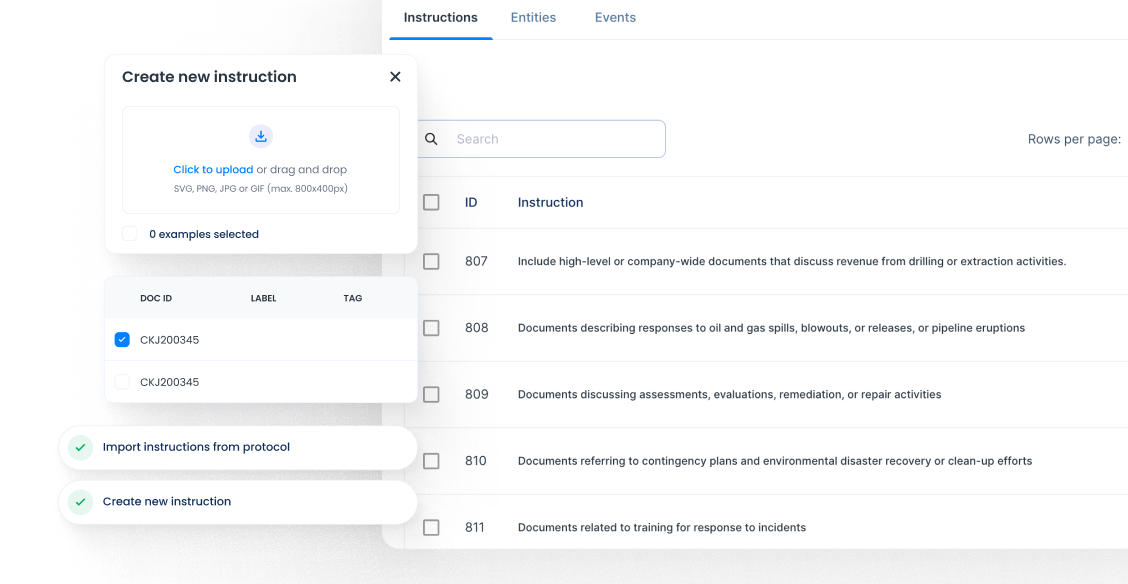 Instructions Entities Events
Create new instruction
Click to upload or drag and drop
SVG, PNG, JPG or GIF (max. 800x400px)
0 examples selected
DOC ID LABEL TAG
CKJ200345
CKJ200345
Import instructions from protocol
Create new instruction
Search
Rows per page:
ID Instruction
807 Include high-level or company-wide documents that discuss revenue from drilling or extraction activities.
808 Documents describing responses to oil and gas spills, blowouts, or releases, or pipeline eruptions
809 Documents discussing assessments, evaluations, remediation, or repair activities
810 Documents referring to contingency plans and environmental disaster recovery or clean-up efforts
811 Documents related to training for response to incidents